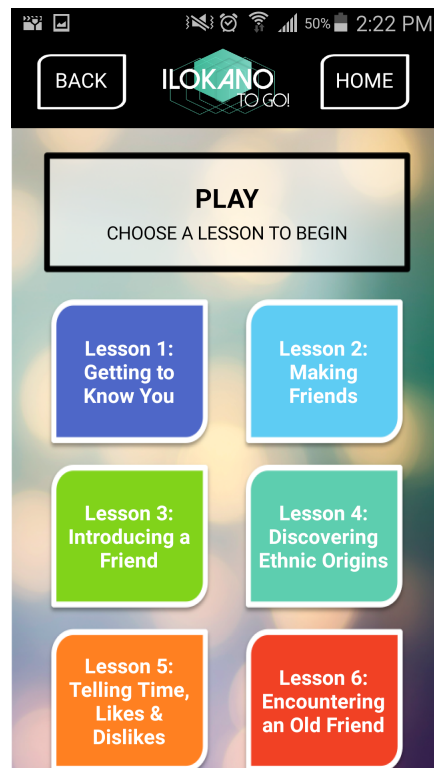 50% 2:22 PM
BACK
ILOKANO
TO GO!
HOME
PLAY
CHOOSE A LESSON TO BEGIN
Lesson 1:
Getting to
Know You
Lesson 2:
Making
Friends
Lesson 3:
Introducing a
Friend
Lesson 4:
Discovering
Ethnic Origins
Lesson 5:
Telling Time,
Likes &
Dislikes
Lesson 6:
Encountering
an Old Friend